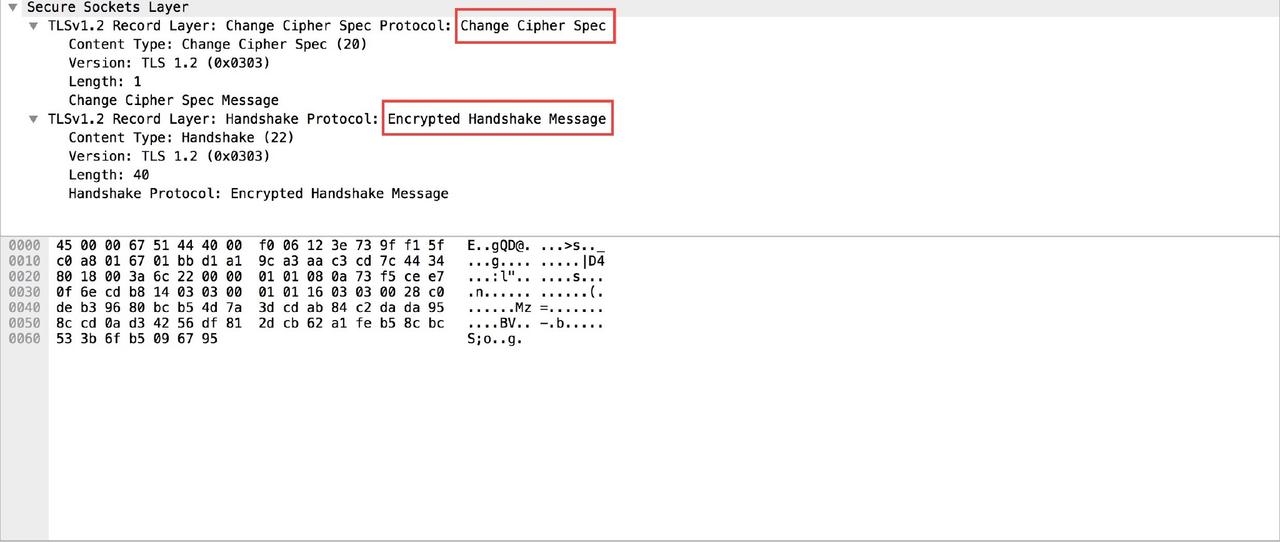 Secure Sockets Layer
TLSv1.2 Record Layer: Change Cipher Spec Protocol: Change Cipher Spec
Content Type: Change Cipher Spec (20)
Version: TLS 1.2 (0x0303)
Length: 1
Change Cipher Spec Message
TLSv1.2 Record Layer: Handshake Protocol: Encrypted Handshake Message
Content Type: Handshake (22)
Version: TLS 1.2 (0x0303)
Length: 40
Handshake Protocol: Encrypted Handshake Message
0000 45 00 00 67 51 44 40 00 f0 06 12 3e 73 9f f1 5f E..gQD@. ...>s.._
0010 c0 a8 01 67 01 bb d1 a1 9c a3 aa c3 cd 7c 44 34 ...g.... .....|D4
0020 80 18 00 3a 6c 22 00 00 01 01 08 0a 73 f5 ce e7 ...:l".. ....s...
0030 0f 6e cd b8 14 03 03 00 01 01 16 03 03 00 28 c0 .n...... ......(.
0040 de b3 96 80 bc b5 4d 7a 3d cd ab 84 c2 da da 95 ......Mz =.......
0050 8c cd 0a d3 42 56 df 81 2d cb 62 a1 fe b5 8c bc ....BV.. -.b.....
0060 53 3b 6f b5 09 67 95 S;o..g.